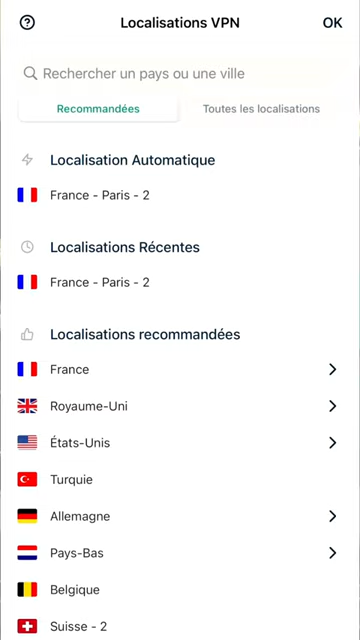 Localisations VPN
OK
Rechercher un pays ou une ville
Recommandées
Toutes les localisations
Localisation Automatique
France - Paris - 2
Localisations Récentes
France - Paris - 2
Localisations recommandées
France
Royaume-Uni
États-Unis
Turquie
Allemagne
Pays-Bas
Belgique
Suisse - 2